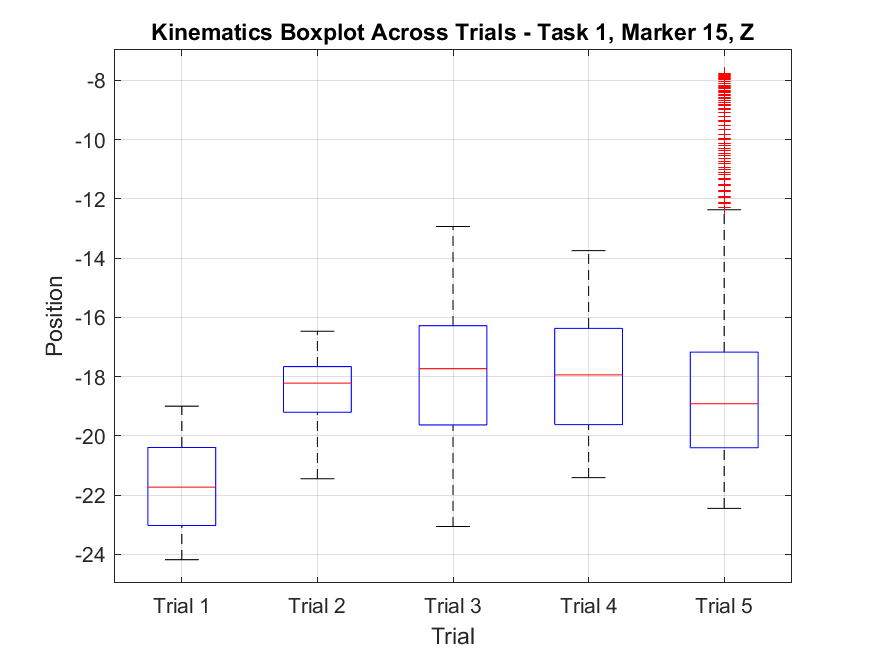 Kinematics Boxplot Across Trials - Task 1, Marker 15, Z
-8
-10
-12
-14
-16
-18
-20
-22
-24
Position
Trial 1 Trial 2 Trial 3 Trial 4 Trial 5
Trial